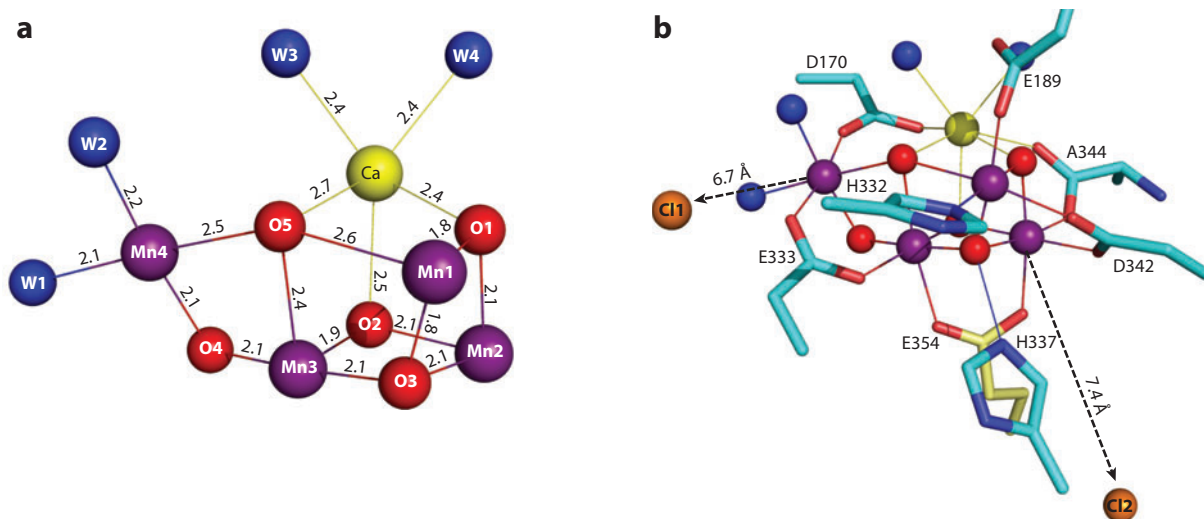 a
b
W3
W4
D170
E189
2.4
2.4
W2
Ca
2.2
2.7
2.4
A344
6.7 Å
H332
O5
1.8
O1
Cl1
2.5
2.6
Mn4
Mn1
W1
2.1
2.5
2.1
E333
D342
2.1
2.4
O2
1.8
O4
1.9
2.1
Mn2
2.1
Mn3
2.1
O3
2.1
E354
H337
7.4 Å
Cl2